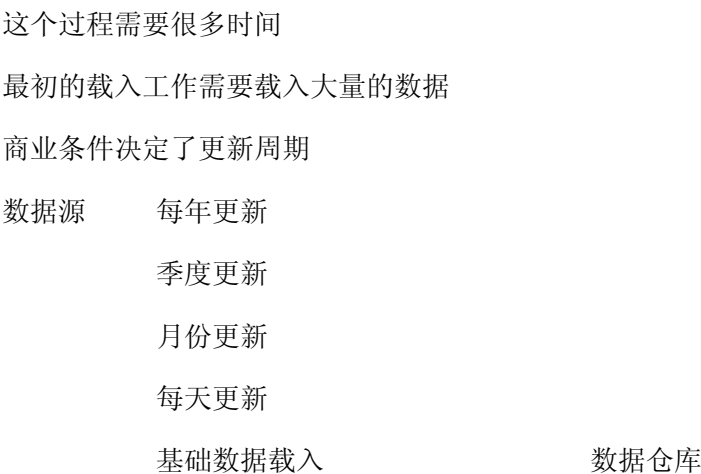 这个过程需要很多时间
最初的载入工作需要载入大量的数据
商业条件决定了更新周期
数据源 每年更新
季度更新
月份更新
每天更新
基础数据载入 数据仓库